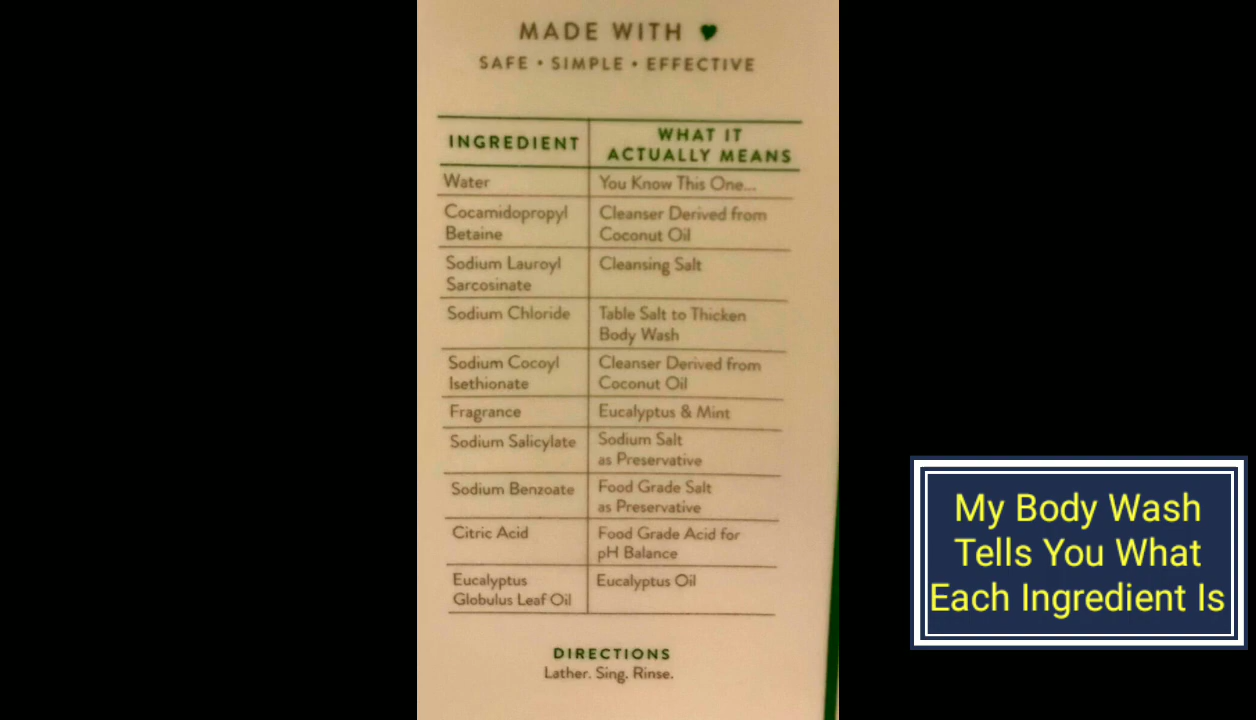 MADE WITH
SAFE • SIMPLE • EFFECTIVE
INGREDIENT
WHAT IT
ACTUALLY MEANS
Water
You Know This One...
Cocamidopropyl
Betaine
Cleanser Derived from
Coconut Oil
Sodium Lauroyl
Sarcosinate
Cleansing Salt
Sodium Chloride
Table Salt to Thicken
Body Wash
Sodium Cocoyl
Isethionate
Cleanser Derived from
Coconut Oil
Fragrance
Eucalyptus & Mint
Sodium Salicylate
Sodium Salt
as Preservative
Sodium Benzoate
Food Grade Salt
as Preservative
Citric Acid
Food Grade Acid for
pH Balance
Eucalyptus
Globulus Leaf Oil
Eucalyptus Oil
DIRECTIONS
Lather. Sing. Rinse.
My Body Wash
Tells You What
Each Ingredient Is